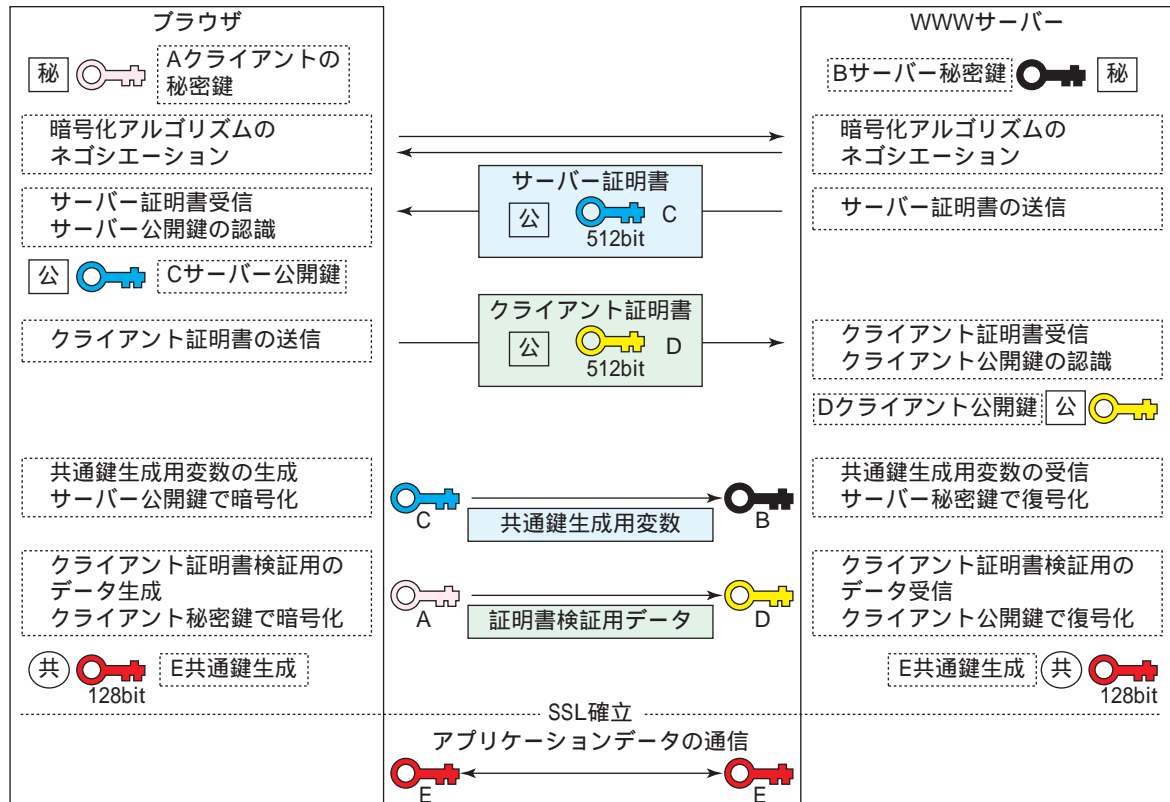 ブラウザ
WWWサーバー
秘
Aクライアントの
秘密鍵
Bサーバー秘密鍵
秘
暗号化アルゴリズムの
ネゴシエーション
暗号化アルゴリズムの
ネゴシエーション
サーバー証明書受信
サーバー公開鍵の認識
サーバー証明書
公
C
512bit
サーバー証明書の送信
公
Cサーバー公開鍵
クライアント証明書の送信
クライアント証明書
公
D
512bit
クライアント証明書受信
クライアント公開鍵の認識
Dクライアント公開鍵
公
共通鍵生成用変数の生成
サーバー公開鍵で暗号化
C
共通鍵生成用変数
B
共通鍵生成用変数の受信
サーバー秘密鍵で復号化
クライアント証明書検証用の
データ生成
クライアント秘密鍵で暗号化
A
証明書検証用データ
D
クライアント証明書検証用の
データ受信
クライアント公開鍵で復号化
共
128bit
E共通鍵生成
E共通鍵生成
共
128bit
SSL確立
アプリケーションデータの通信
E
E